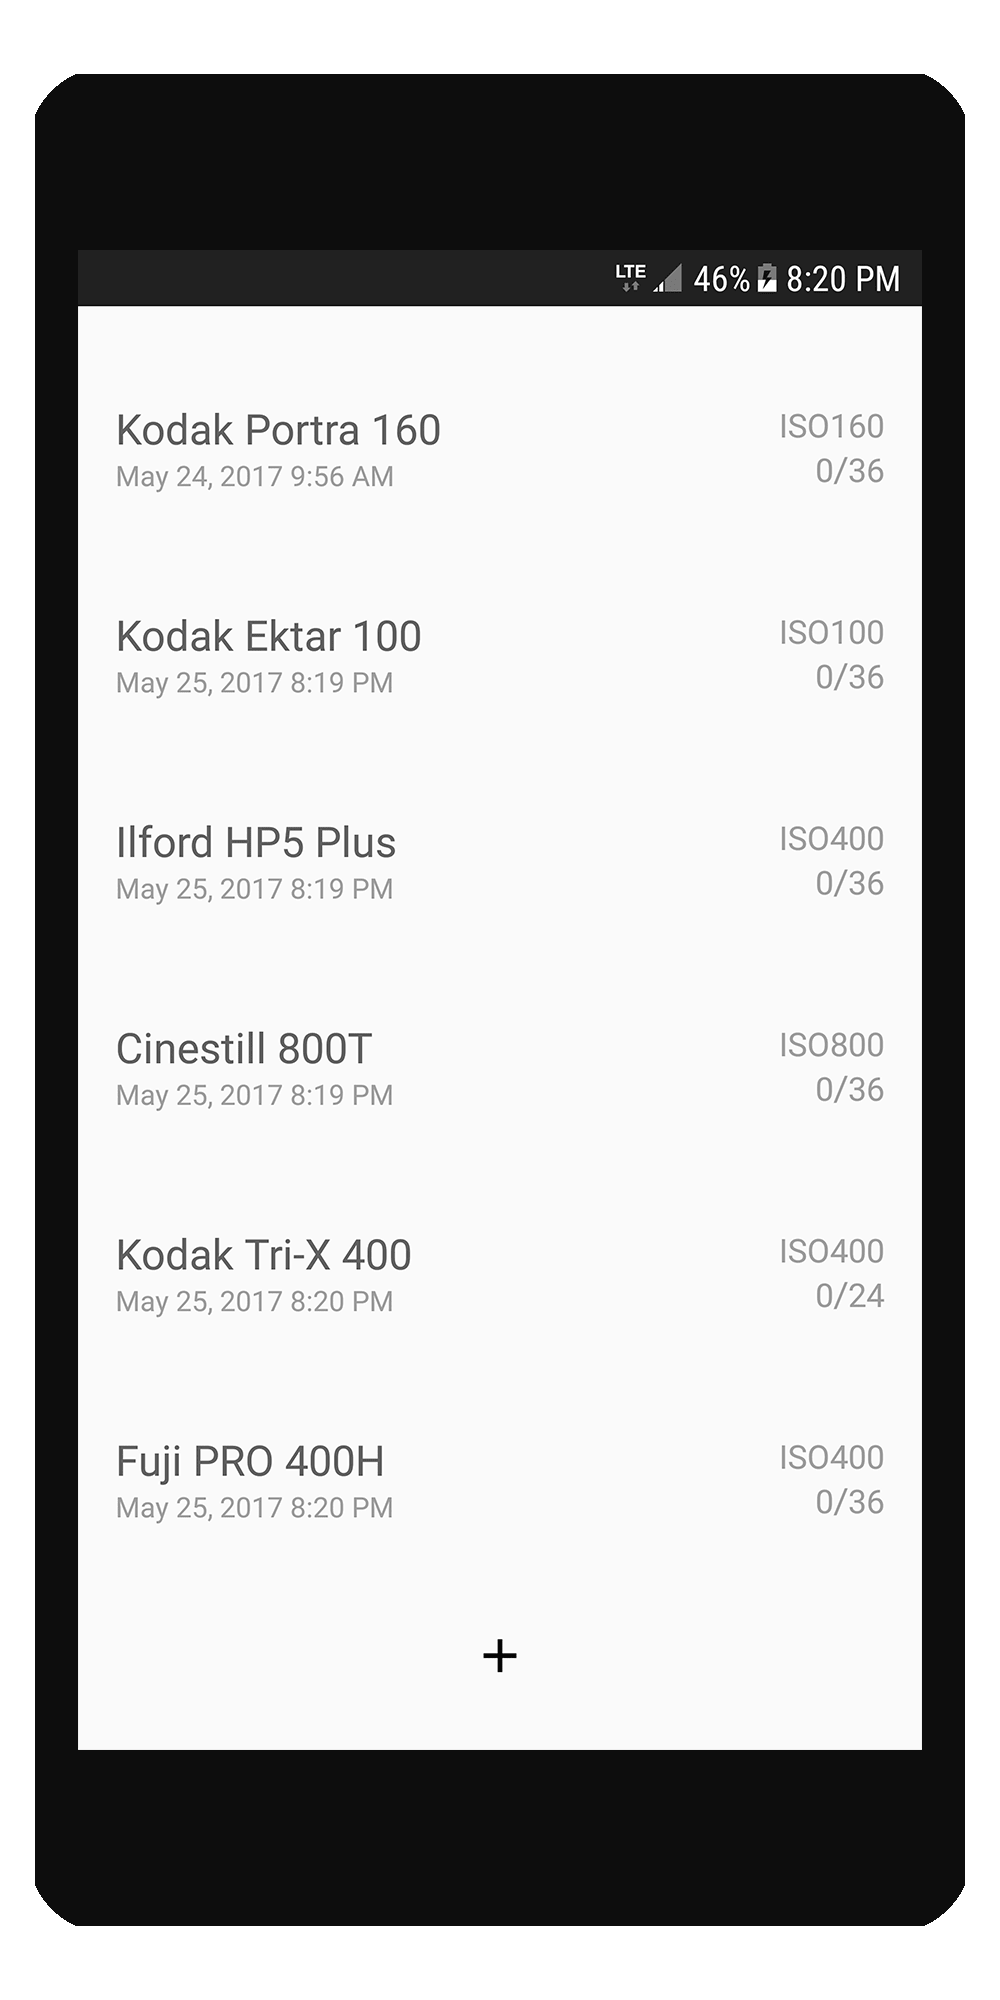 LTE 46% 8:20 PM
Kodak Portra 160 ISO160
May 24, 2017 9:56 AM 0/36
Kodak Ektar 100 ISO100
May 25, 2017 8:19 PM 0/36
Ilford HP5 Plus ISO400
May 25, 2017 8:19 PM 0/36
Cinestill 800T ISO800
May 25, 2017 8:19 PM 0/36
Kodak Tri-X 400 ISO400
May 25, 2017 8:20 PM 0/24
Fuji PRO 400H ISO400
May 25, 2017 8:20 PM 0/36
+